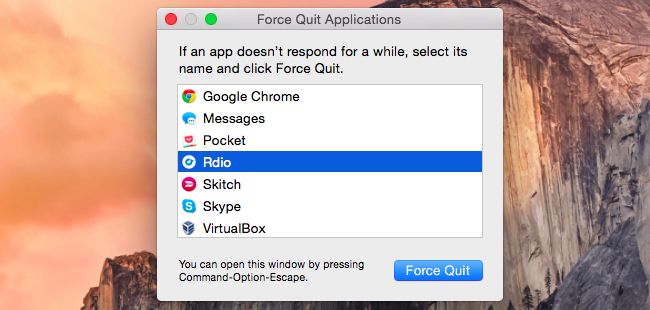 Force Quit Applications
If an app doesn’t respond for a while, select its
name and click Force Quit.
Google Chrome
Messages
Pocket
Rdio
Skitch
Skype
VirtualBox
You can open this window by pressing
Command-Option-Escape.
Force Quit